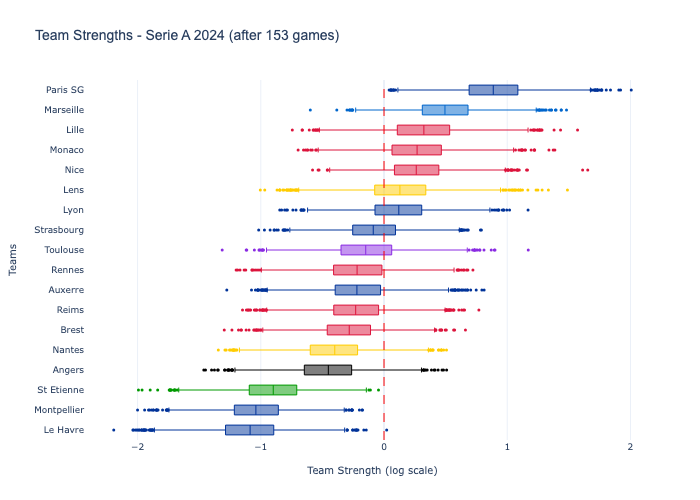 Team Strengths - Serie A 2024 (after 153 games)
Paris SG
Marseille
Lille
Monaco
Nice
Lens
Lyon
Strasbourg
Toulouse
Rennes
Auxerre
Reims
Brest
Nantes
Angers
St Etienne
Montpellier
Le Havre
Teams
−2 −1 0 1 2
Team Strength (log scale)